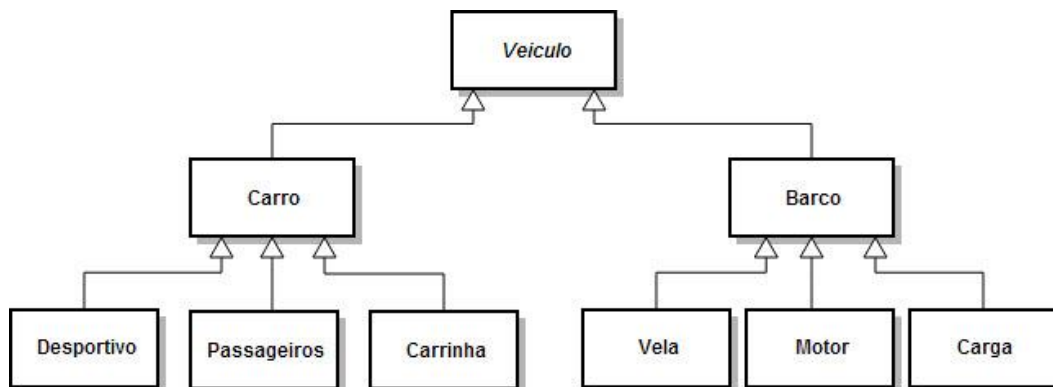 Veiculo
Carro
Barco
Desportivo
Passageiros
Carrinha
Vela
Motor
Carga